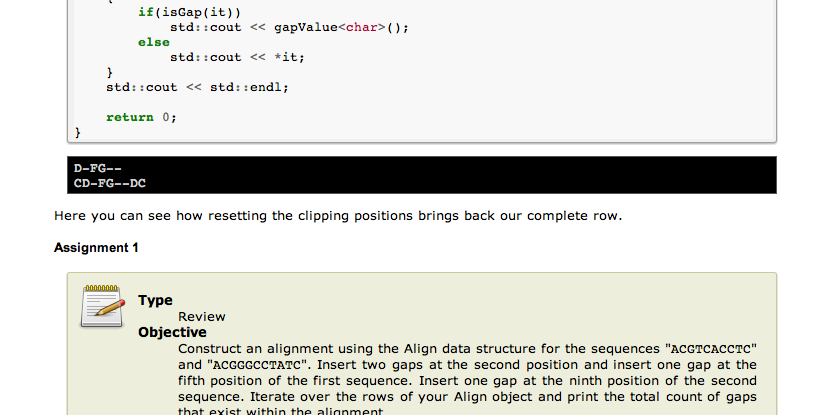 if(isGap(it))
std::cout << gapValue<char>();
else
std::cout << *it;
}
std::cout << std::endl;
return 0;
}
D-FG--
CD-FG--DC
Here you can see how resetting the clipping positions brings back our complete row.
Assignment 1
Type
Review
Objective
Construct an alignment using the Align data structure for the sequences "ACGTCACCTC"
and "ACGGGCCTATC". Insert two gaps at the second position and insert one gap at the
fifth position of the first sequence. Insert one gap at the ninth position of the second
sequence. Iterate over the rows of your Align object and print the total count of gaps
that exist within the alignment.